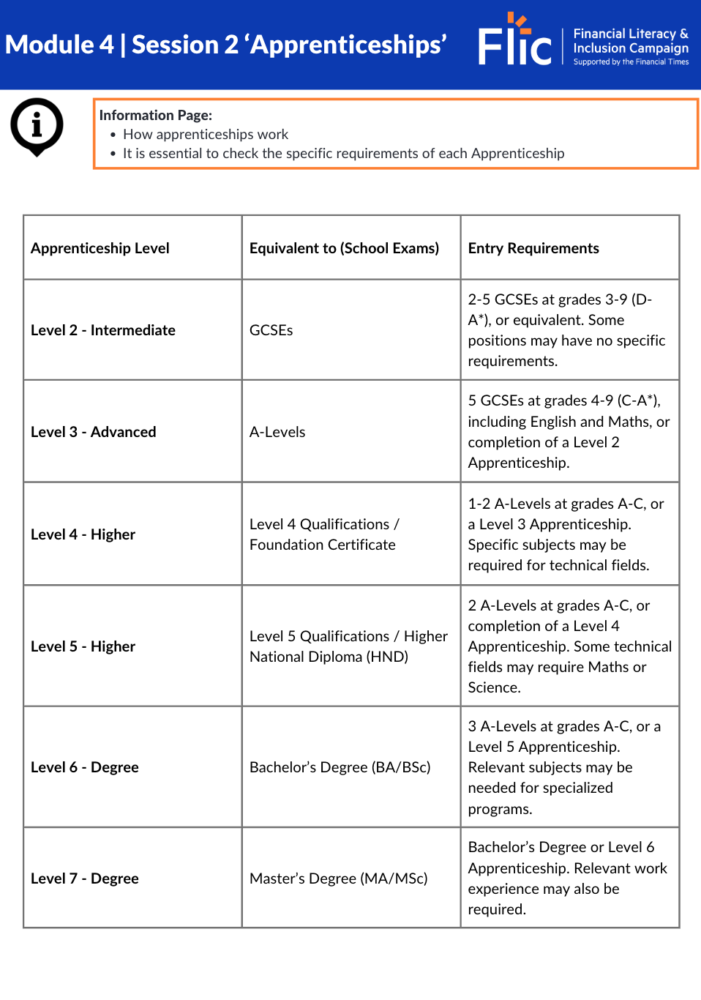 Module 4 | Session 2 ‘Apprenticeships’
Flic
Financial Literacy &
Inclusion Campaign
Supported by the Financial Times
i
Information Page:
• How apprenticeships work
• It is essential to check the specific requirements of each Apprenticeship
Apprenticeship Level
Equivalent to (School Exams)
Entry Requirements
Level 2 - Intermediate
GCSEs
2-5 GCSEs at grades 3-9 (D-
A*), or equivalent. Some
positions may have no specific
requirements.
Level 3 - Advanced
A-Levels
5 GCSEs at grades 4-9 (C-A*),
including English and Maths, or
completion of a Level 2
Apprenticeship.
Level 4 - Higher
Level 4 Qualifications /
Foundation Certificate
1-2 A-Levels at grades A-C, or
a Level 3 Apprenticeship.
Specific subjects may be
required for technical fields.
Level 5 - Higher
Level 5 Qualifications / Higher
National Diploma (HND)
2 A-Levels at grades A-C, or
completion of a Level 4
Apprenticeship. Some technical
fields may require Maths or
Science.
Level 6 - Degree
Bachelor’s Degree (BA/BSc)
3 A-Levels at grades A-C, or a
Level 5 Apprenticeship.
Relevant subjects may be
needed for specialized
programs.
Level 7 - Degree
Master’s Degree (MA/MSc)
Bachelor’s Degree or Level 6
Apprenticeship. Relevant work
experience may also be
required.